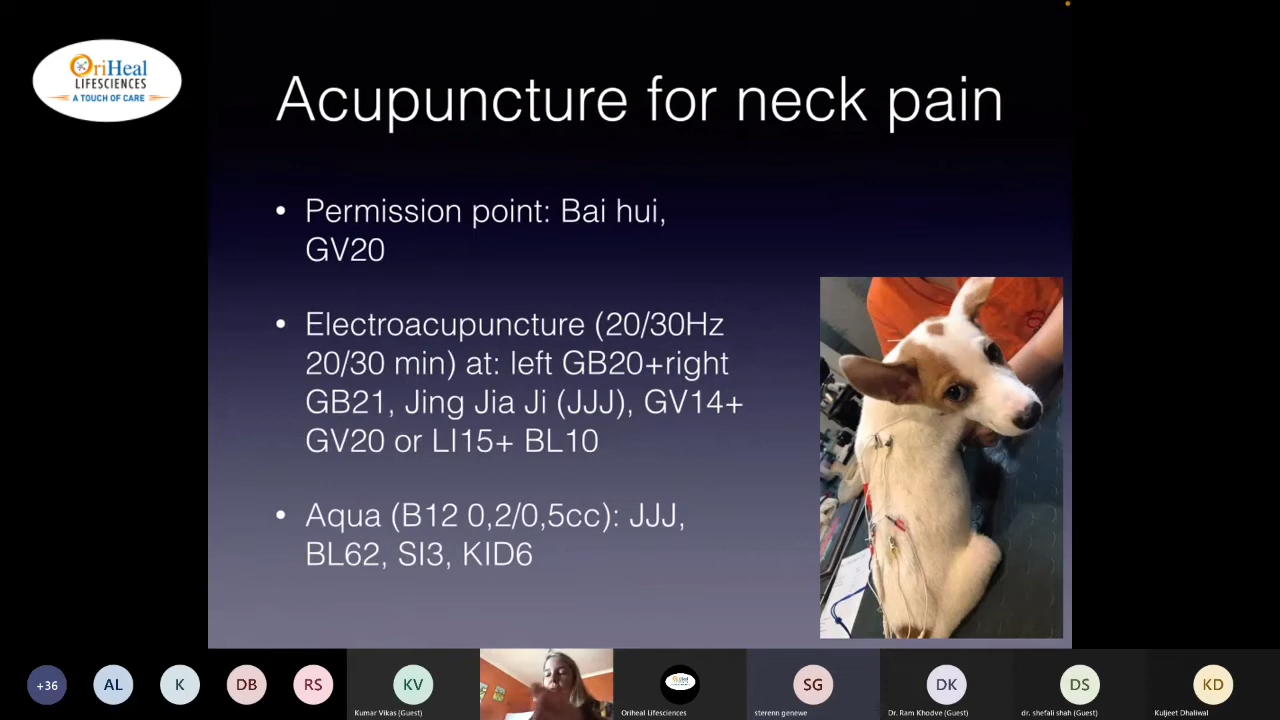 OriHeal
LIFESCIENCES
A TOUCH OF CARE
Acupuncture for neck pain
• Permission point: Bai hui,
GV20
• Electroacupuncture (20/30Hz
20/30 min) at: left GB20+right
GB21, Jing Jia Ji (JJJ), GV14+
GV20 or LI15+ BL10
• Aqua (B12 0,2/0,5cc): JJJ,
BL62, SI3, KID6
+36
AL
K
DB
RS
KV
Kumar Vikas (Guest)
OriHeal
Oriheal Lifesciences
SG
sterenn genewe
DK
Dr. Ram Khodve (Guest)
DS
dr. shefali shah (Guest)
KD
Kuljeet Dhaliwal